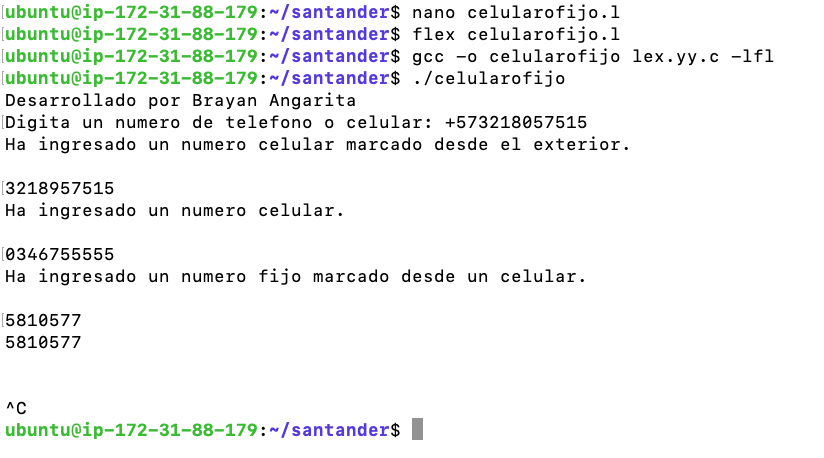 ubuntu@ip-172-31-88-179:~/santander$ nano celularofijo.l
ubuntu@ip-172-31-88-179:~/santander$ flex celularofijo.l
ubuntu@ip-172-31-88-179:~/santander$ gcc -o celularofijo lex.yy.c -lfl
ubuntu@ip-172-31-88-179:~/santander$ ./celularofijo
Desarrollado por Brayan Angarita
Digita un numero de telefono o celular: +573218057515
Ha ingresado un numero celular marcado desde el exterior.
3218957515
Ha ingresado un numero celular.
0346755555
Ha ingresado un numero fijo marcado desde un celular.
5810577
5810577
^C
ubuntu@ip-172-31-88-179:~/santander$